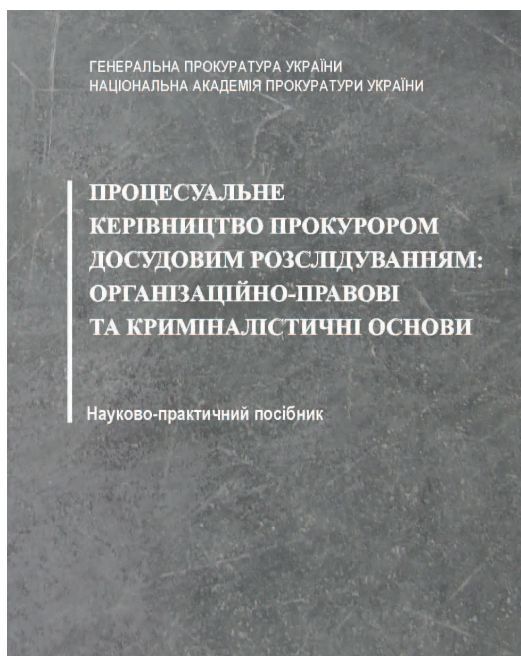 ГЕНЕРАЛЬНА ПРОКУРАТУРА УКРАЇНИ
НАЦІОНАЛЬНА АКАДЕМІЯ ПРОКУРАТУРИ УКРАЇНИ
ПРОЦЕСУАЛЬНЕ
КЕРІВНИЦТВО ПРОКУРОРОМ
ДОСУДОВИМ РОЗСЛІДУВАННЯМ:
ОРГАНІЗАЦІЙНО-ПРАВОВІ
ТА КРИМІНАЛІСТИЧНІ ОСНОВИ
Науково-практичний посібник